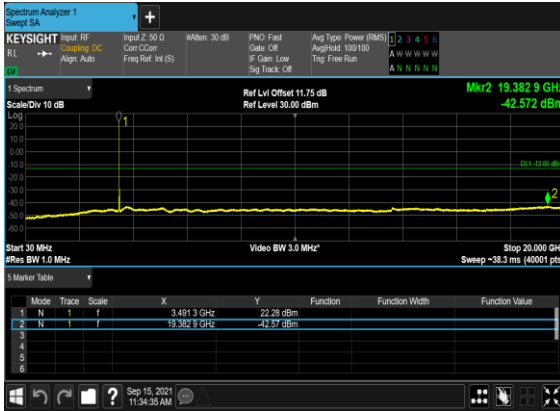 Spectrum Analyzer 1
Swept SA
+
KEYSIGHT Input: RF Input Z: 50 Ω #Atten: 30 dB PNO: Fast Avg Type: Power (RMS) 1 2 3 4 5 6
RL Coupling: DC Corr CCorr Gate: Off Avg|Hold: 100/100 A W W W W W
Align: Auto Freq Ref: Int (S) IF Gain: Low Trig: Free Run
Sig Track: Off A N N N N N
1 Spectrum
Scale/Div 10 dB
Ref Lvl Offset 11.75 dB
Ref Level 30.00 dBm
Mkr2 19.382 9 GHz
-42.572 dBm
Log
20.0
10.0
0.00
-10.0
DL1 -13.00 dBm
-20.0
-30.0
-40.0
-50.0
-60.0
1
2
Start 30 MHz Video BW 3.0 MHz* Stop 20.000 GHz
#Res BW 1.0 MHz Sweep ~38.3 ms (40001 pts)
5 Marker Table
Mode Trace Scale X Y Function Function Width Function Value
1 N 1 f 3.491 3 GHz 22.28 dBm
2 N 1 f 19.382 9 GHz -42.57 dBm
3
4
5
6
? Sep 15, 2021
11:34:35 AM